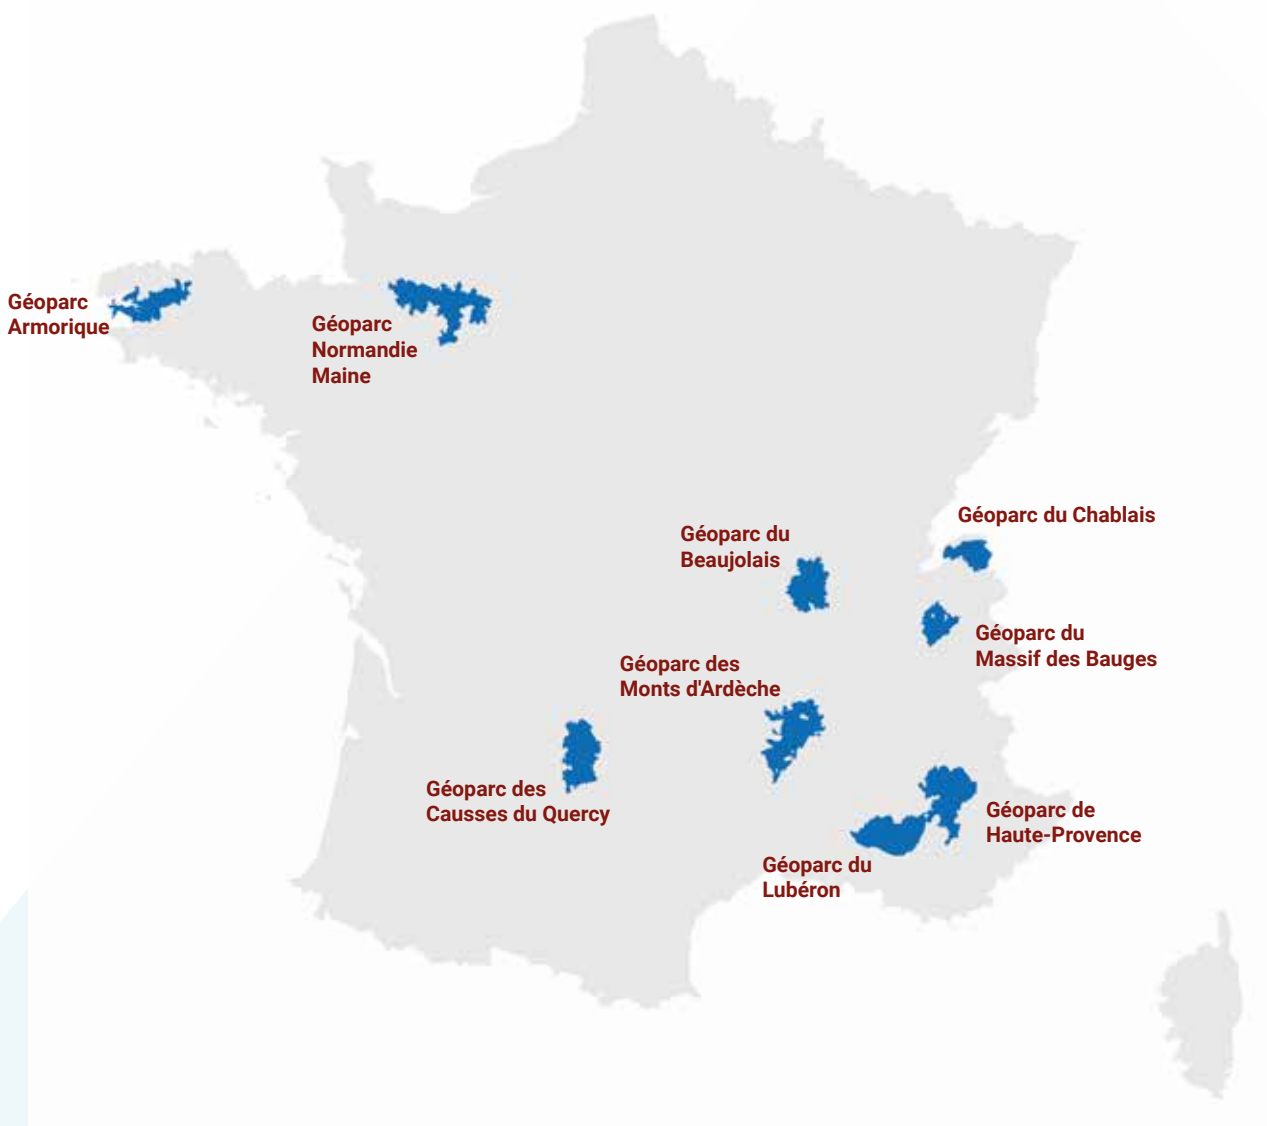 Géoparc
Armorique
Géoparc
Normandie
Maine
Géoparc du Chablais
Géoparc du
Beaujolais
Géoparc du
Massif des Bauges
Géoparc des
Monts d'Ardèche
Géoparc des
Causses du Quercy
Géoparc de
Haute-Provence
Géoparc du
Lubéron